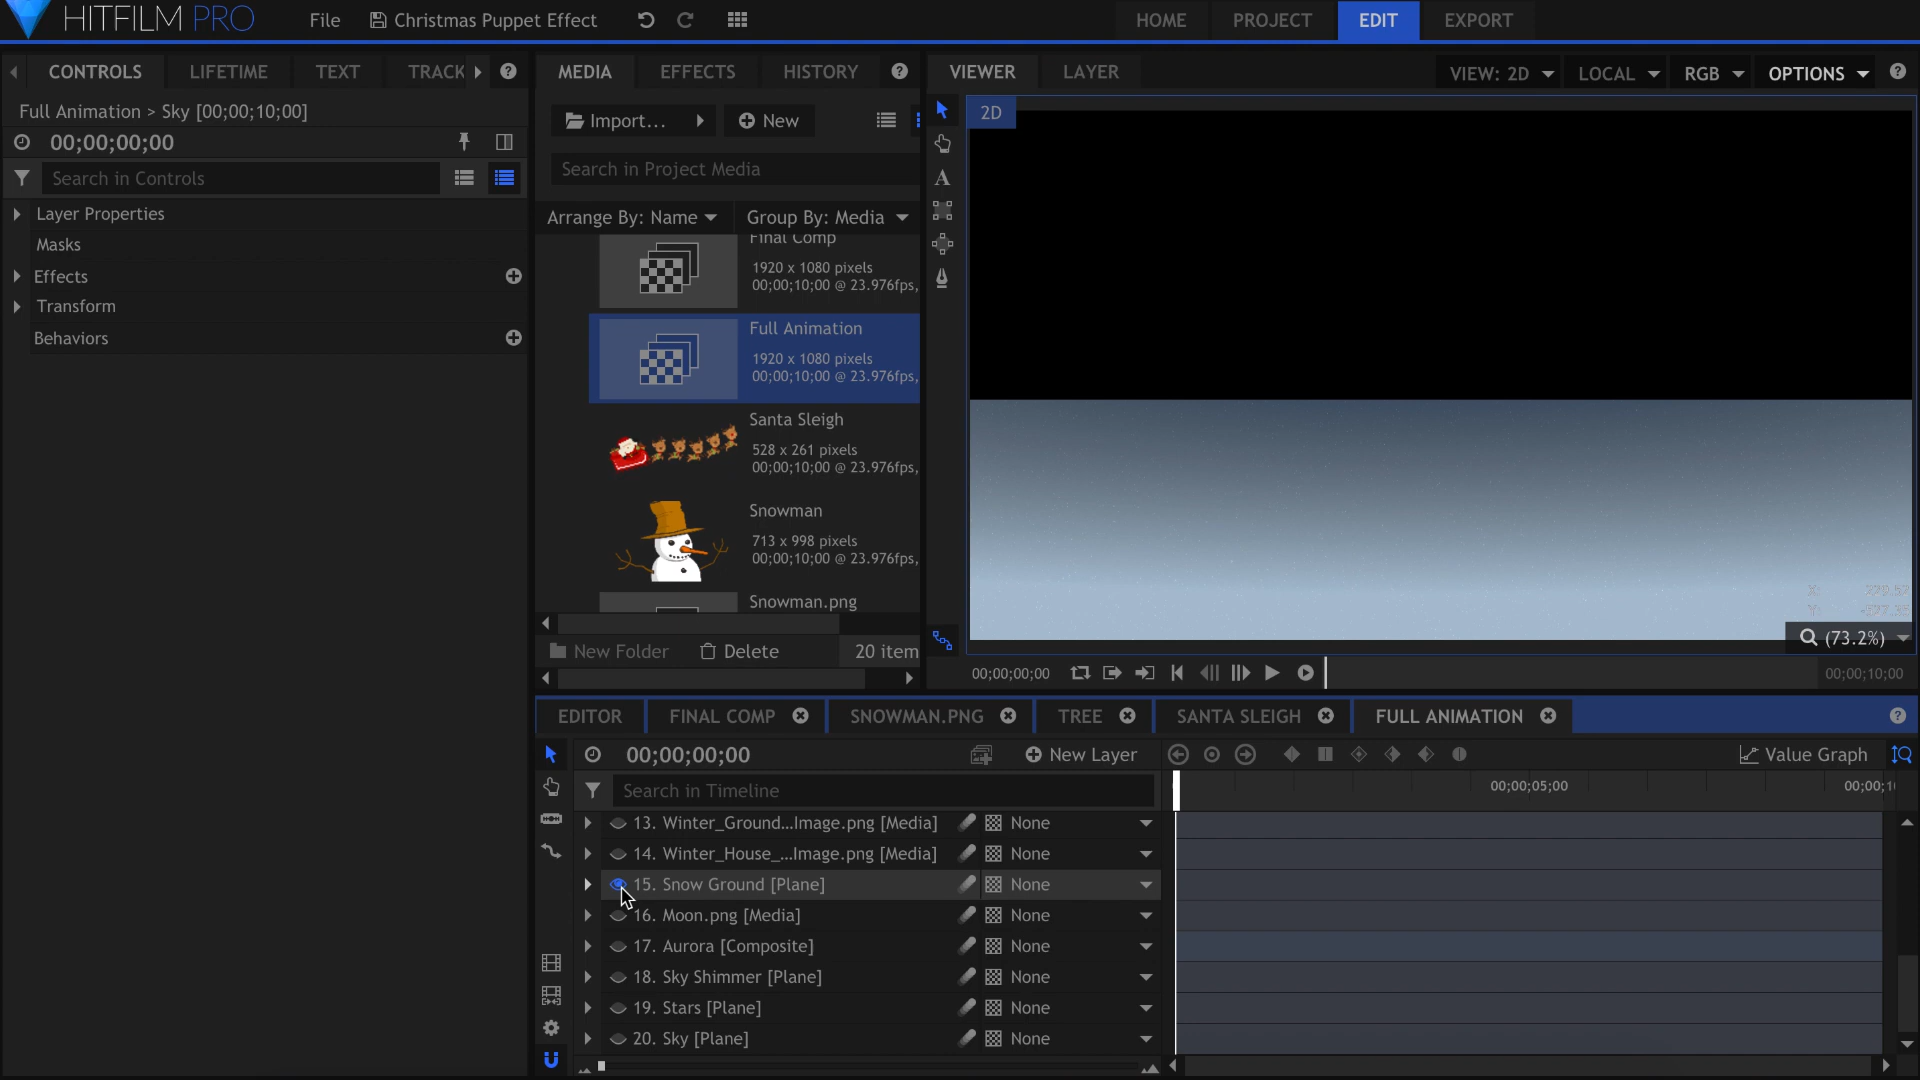 HITFILM PRO
File
Christmas Puppet Effect
HOME
PROJECT
EDIT
EXPORT
CONTROLS
LIFETIME
TEXT
TRACK
Full Animation > Sky [00;00;10;00]
00;00;00;00
Search in Controls
Layer Properties
Masks
Effects
Transform
Behaviors
MEDIA
EFFECTS
HISTORY
Import...
New
Search in Project Media
Arrange By: Name
Group By: Media
Final Comp
1920 x 1080 pixels
00;00;10;00 @ 23.976fps,
Full Animation
1920 x 1080 pixels
00;00;10;00 @ 23.976fps,
Santa Sleigh
528 x 261 pixels
00;00;10;00 @ 23.976fps,
Snowman
713 x 998 pixels
00;00;10;00 @ 23.976fps,
Snowman.png
New Folder
Delete
20 item
VIEWER
LAYER
VIEW: 2D
LOCAL
RGB
OPTIONS
2D
X:
Y:
(73.2%)
00;00;00;00
00;00;10;00
EDITOR
FINAL COMP
SNOWMAN.PNG
TREE
SANTA SLEIGH
FULL ANIMATION
00;00;00;00
New Layer
Value Graph
Search in Timeline
00;00;05;00
00;00;1
13. Winter_Ground...Image.png [Media] None
14. Winter_House_...Image.png [Media] None
15. Snow Ground [Plane] None
16. Moon.png [Media] None
17. Aurora [Composite] None
18. Sky Shimmer [Plane] None
19. Stars [Plane] None
20. Sky [Plane] None